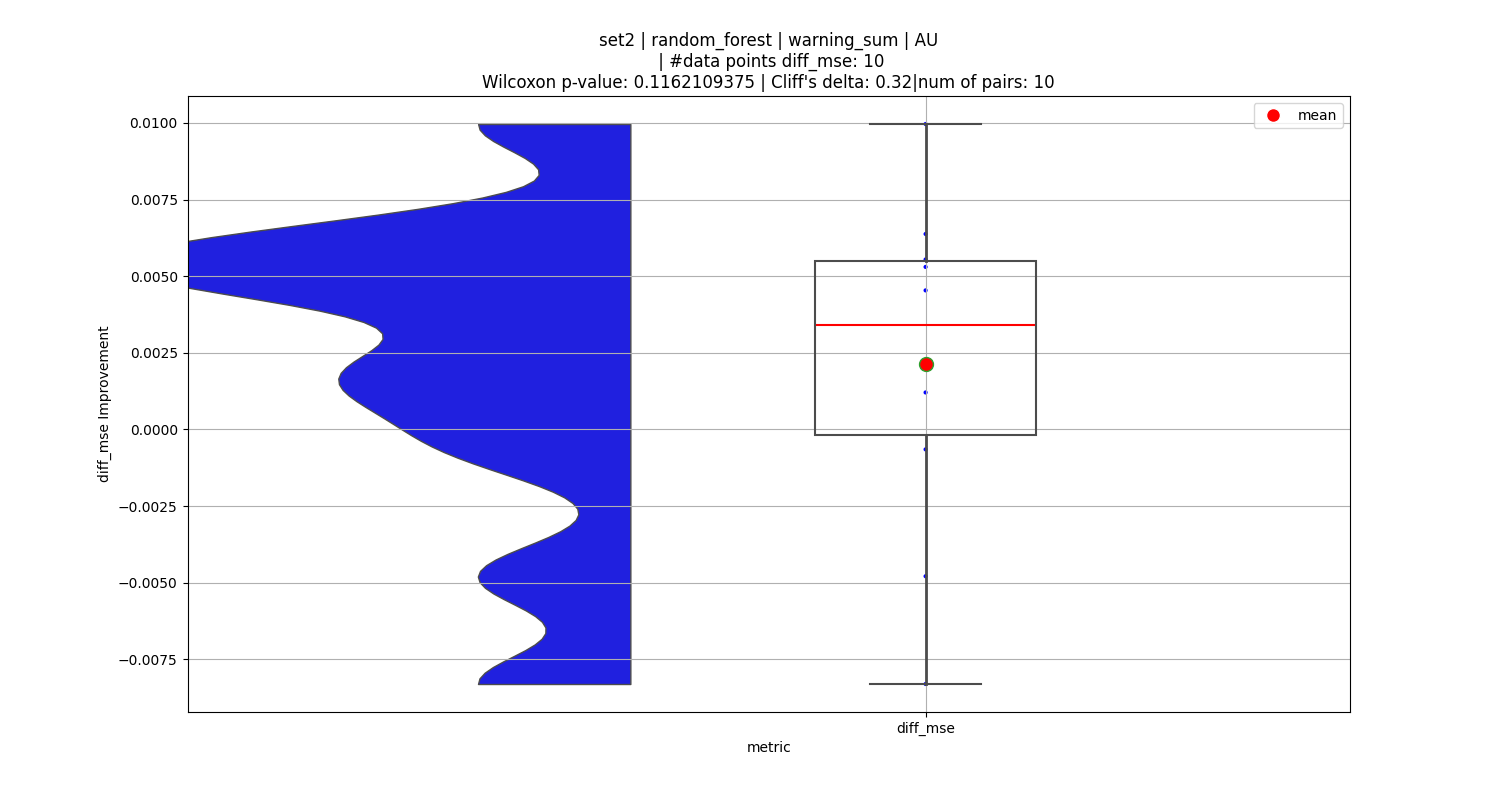 set2 | random_forest | warning_sum | AU
| #data points diff_mse: 10
Wilcoxon p-value: 0.1162109375 | Cliff's delta: 0.32|num of pairs: 10
mean
0.0100
0.0075
0.0050
0.0025
0.0000
−0.0025
−0.0050
−0.0075
diff_mse Improvement
diff_mse
metric